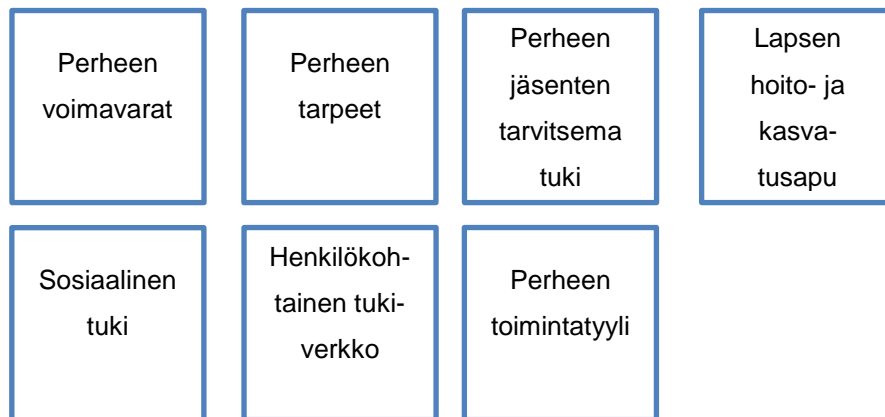 Perheen
voimavarat
Perheen
tarpeet
Perheen
jäsenten
tarvitsema
tuki
Lapsen
hoito- ja
kasva-
tusapu
Sosiaalinen
tuki
Henkilökoh-
tainen tuki-
verkko
Perheen
toimintatyyli